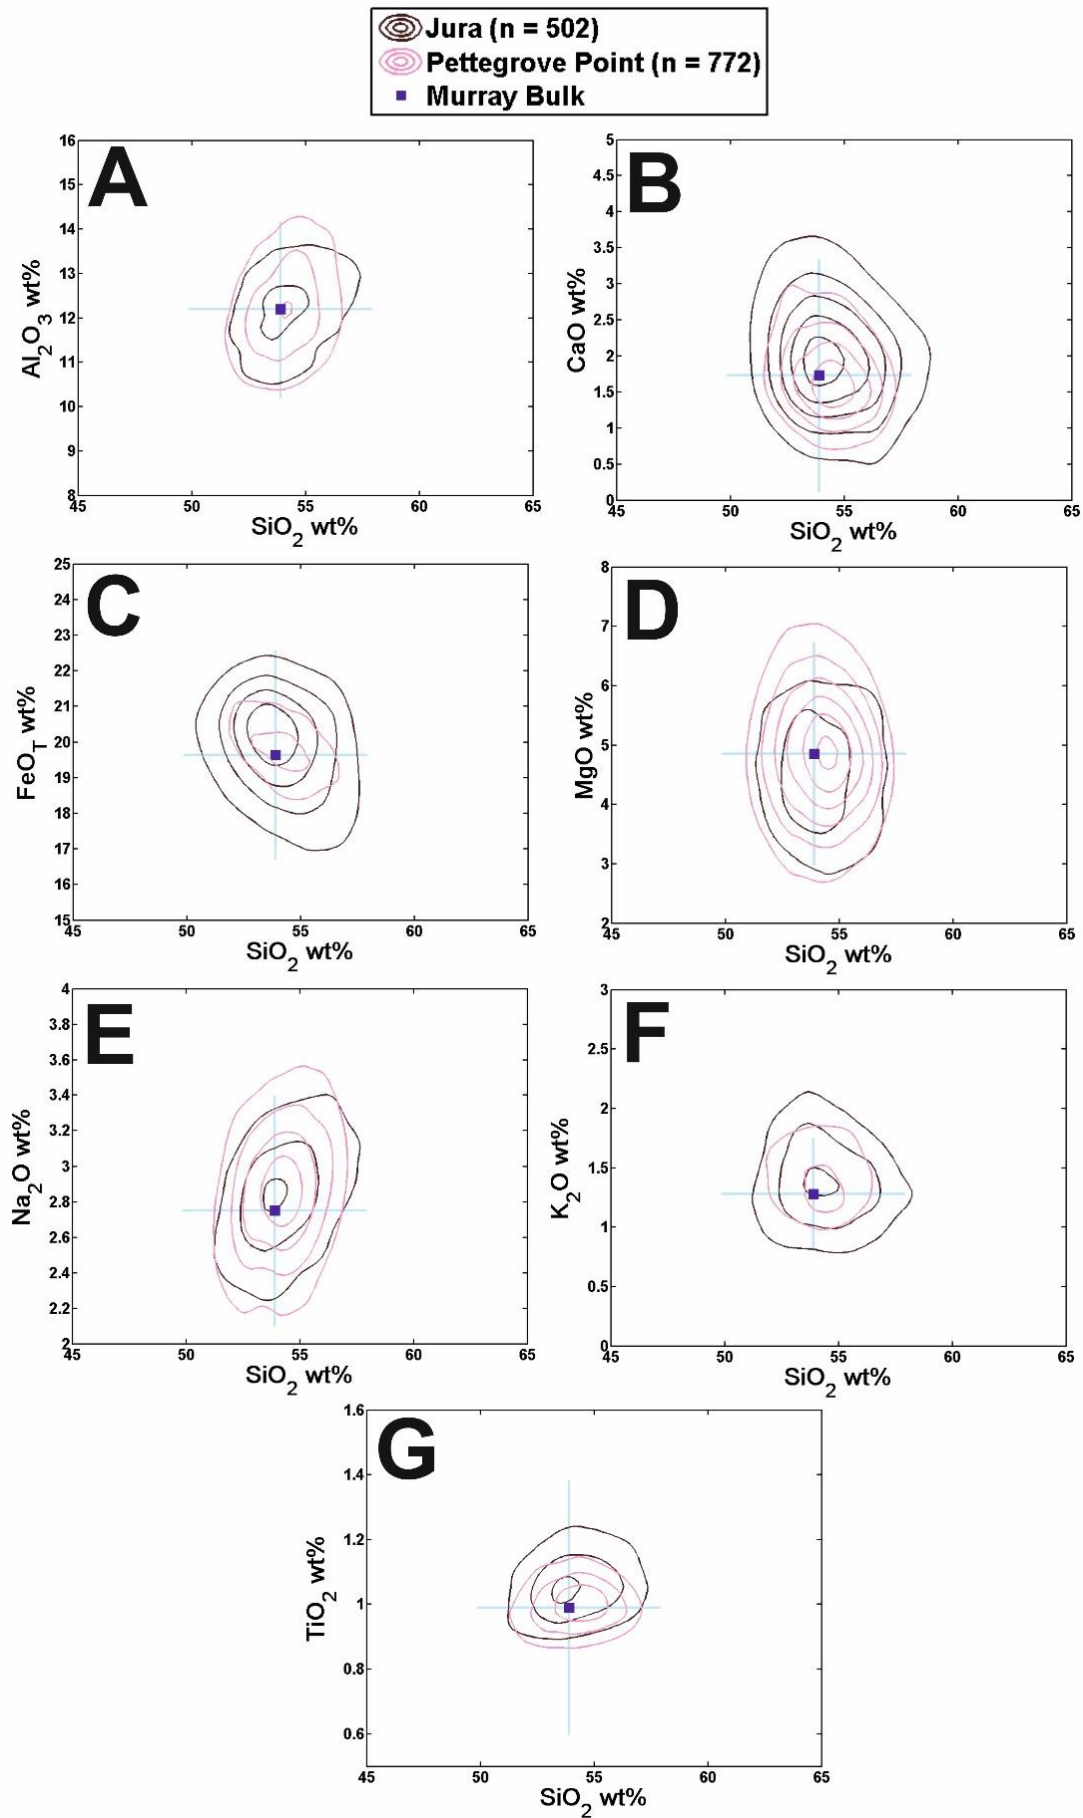 Jura (n = 502)
Pettegrove Point (n = 772)
Murray Bulk
A
16
15
14
13
12
11
10
9
8
45 50 55 60 65
Al2O3 wt%
SiO2 wt%
B
5
4.5
4
3.5
3
2.5
2
1.5
1
0.5
0
45 50 55 60 65
CaO wt%
SiO2 wt%
C
25
24
23
22
21
20
19
18
17
16
15
45 50 55 60 65
FeOT wt%
SiO2 wt%
D
8
7
6
5
4
3
2
45 50 55 60 65
MgO wt%
SiO2 wt%
E
4
3.8
3.6
3.4
3.2
3
2.8
2.6
2.4
2.2
2
45 50 55 60 65
Na2O wt%
SiO2 wt%
F
3
2.5
2
1.5
1
0.5
0
45 50 55 60 65
K2O wt%
SiO2 wt%
G
1.6
1.4
1.2
1
0.8
0.6
45 50 55 60 65
TiO2 wt%
SiO2 wt%